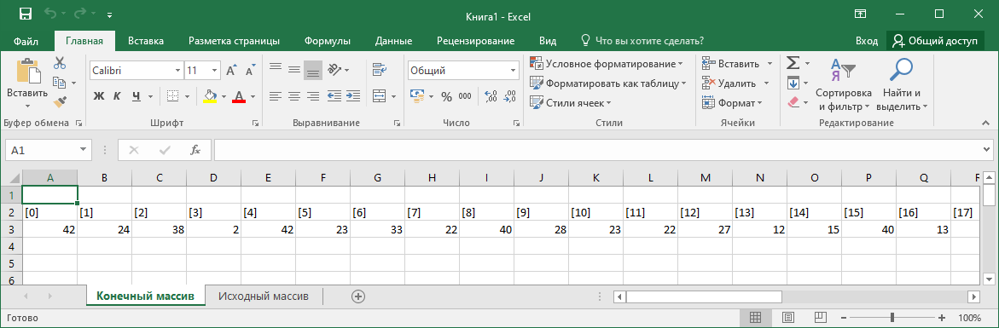 Книга1 - Excel
Файл Главная Вставка Разметка страницы Формулы Данные Рецензирование Вид Что вы хотите сделать? Вход Общий доступ
Вставить
Буфер обмена
Calibri 11
Ж К Ч А
Шрифт
Выравнивание
Общий
% 000
Число
Условное форматирование
Форматировать как таблицу
Стили ячеек
Стили
Вставить
Удалить
Формат
Ячейки
Сортировка и фильтр
Найти и выделить
Редактирование
A1 fx
A B C D E F G H I J K L M N O P Q
1
2 [0] [1] [2] [3] [4] [5] [6] [7] [8] [9] [10] [11] [12] [13] [14] [15] [16] [17]
3 42 24 38 2 42 23 33 22 40 28 23 22 27 12 15 40 13
4
5
6
Конечный массив Исходный массив
Готово 100%